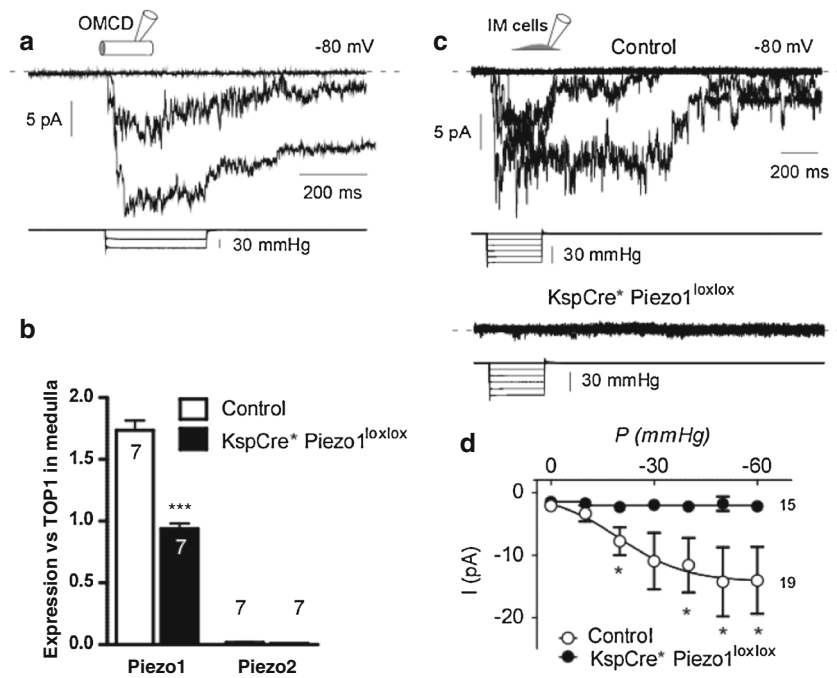 a
OMCD
-80 mV
5 pA
200 ms
30 mmHg
c
IM cells
Control
-80 mV
5 pA
200 ms
30 mmHg
KspCre* Piezo1loxlox
30 mmHg
b
Expression vs TOP1 in medulla
2.0
1.5
1.0
0.5
0.0
Control
KspCre* Piezo1loxlox
7
***
7
7
7
Piezo1
Piezo2
d
P (mmHg)
0
-30
-60
I (pA)
0
-10
-20
15
19
*
*
*
*
Control
KspCre* Piezo1loxlox